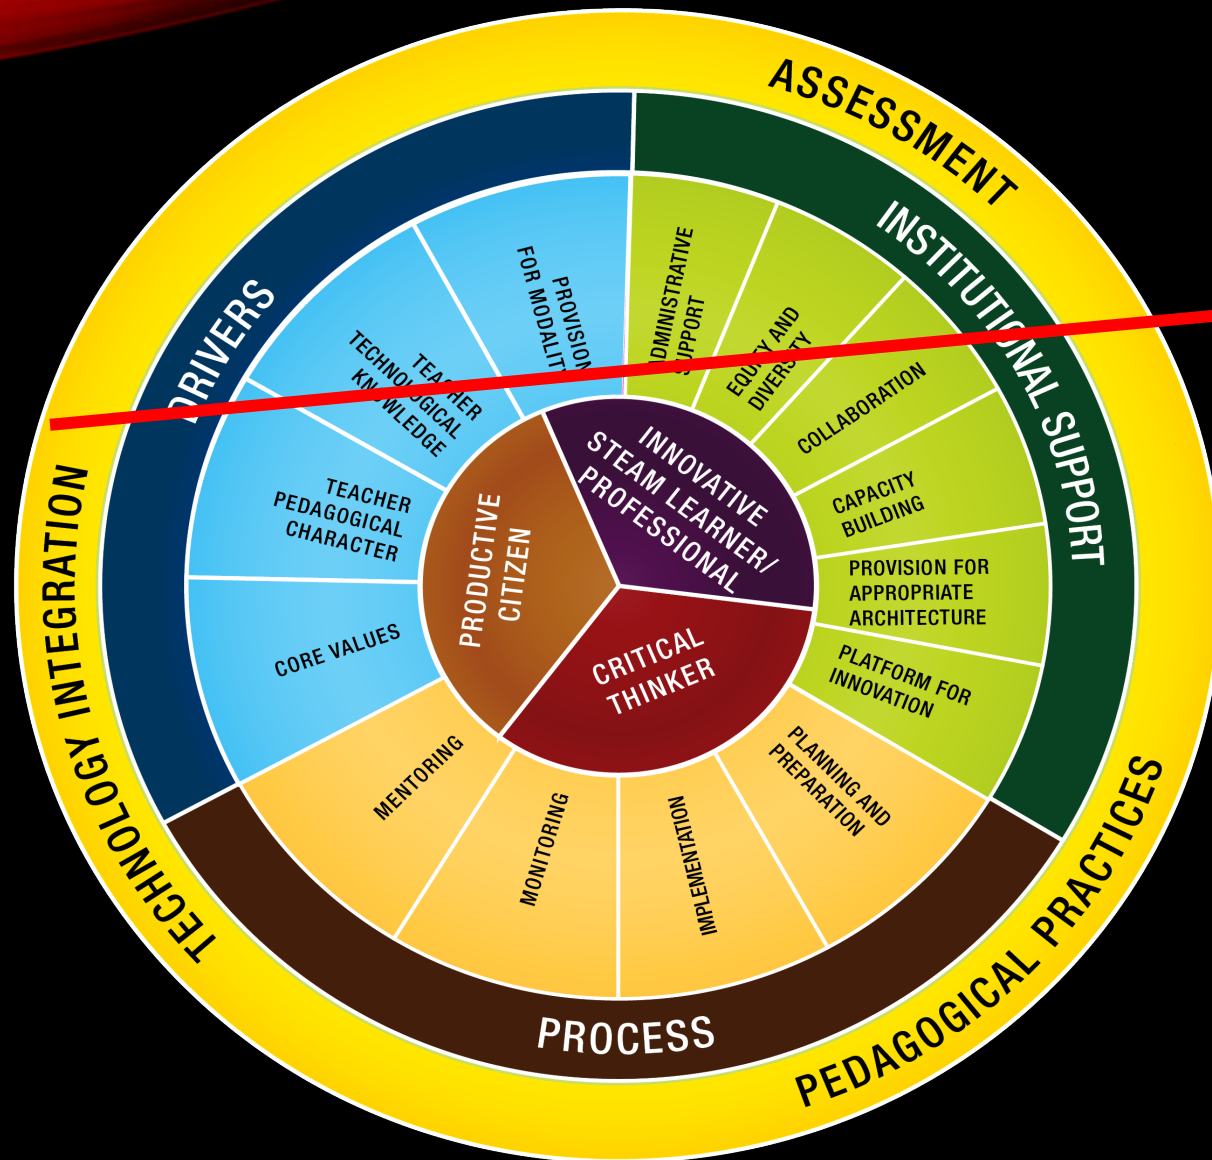 ASSESSMENT
INSTITUTIONAL SUPPORT
DRIVERS
PROVISION
FOR MODALITY
ADMINISTRATIVE
SUPPORT
EQUITY AND
DIVERSITY
COLLABORATION
CAPACITY
BUILDING
PROVISION FOR
APPROPRIATE
ARCHITECTURE
PLATFORM FOR
INNOVATION
TEACHER
TECHNOLOGICAL
KNOWLEDGE
TEACHER
PEDAGOGICAL
CHARACTER
CORE VALUES
INNOVATIVE
STEAM LEARNER/
PROFESSIONAL
PRODUCTIVE
CITIZEN
CRITICAL
THINKER
MENTORING
MONITORING
IMPLEMENTATION
PLANNING AND
PREPARATION
PROCESS
TECHNOLOGY INTEGRATION
PEDAGOGICAL PRACTICES